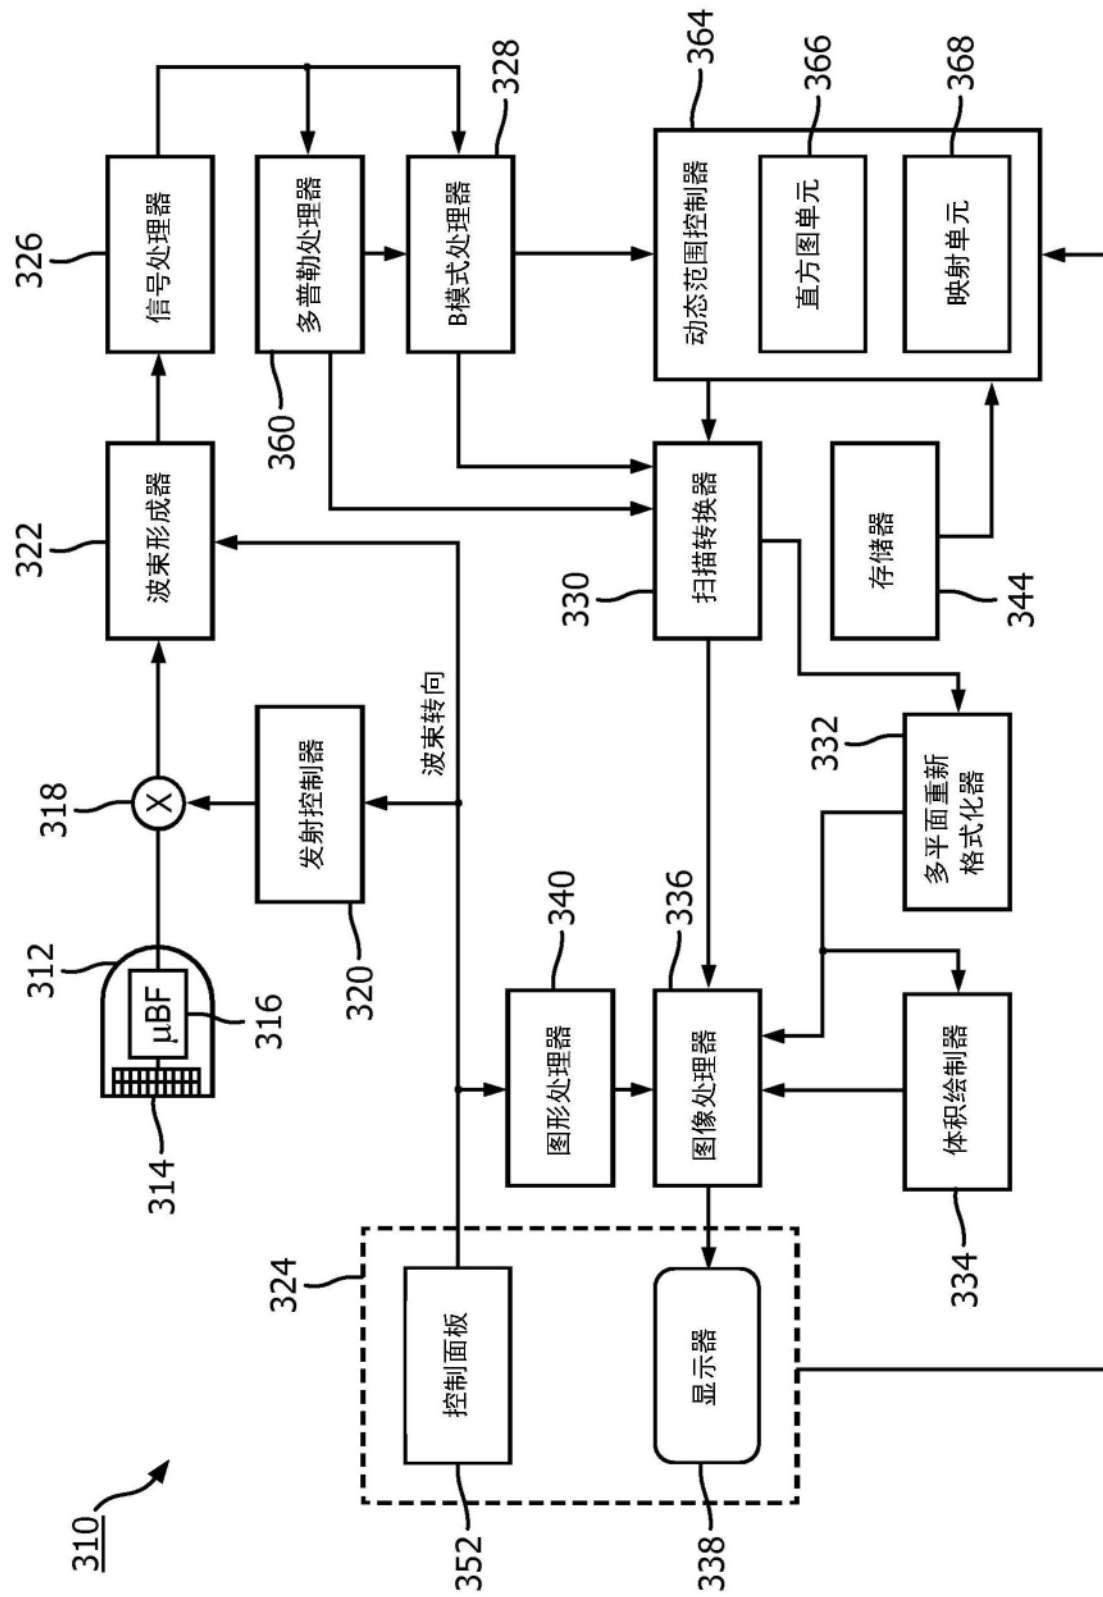 310
312
314
μBF
316
318
X
322
波束形成器
326
信号处理器
发射控制器
320
波束转向
多普勒处理器
360
B模式处理器
328
324
控制面板
352
显示器
338
340
图形处理器
336
图像处理器
330
扫描转换器
364
动态范围控制器
直方图单元
366
映射单元
368
存储器
344
332
多平面重新
格式化器
体积绘制器
334